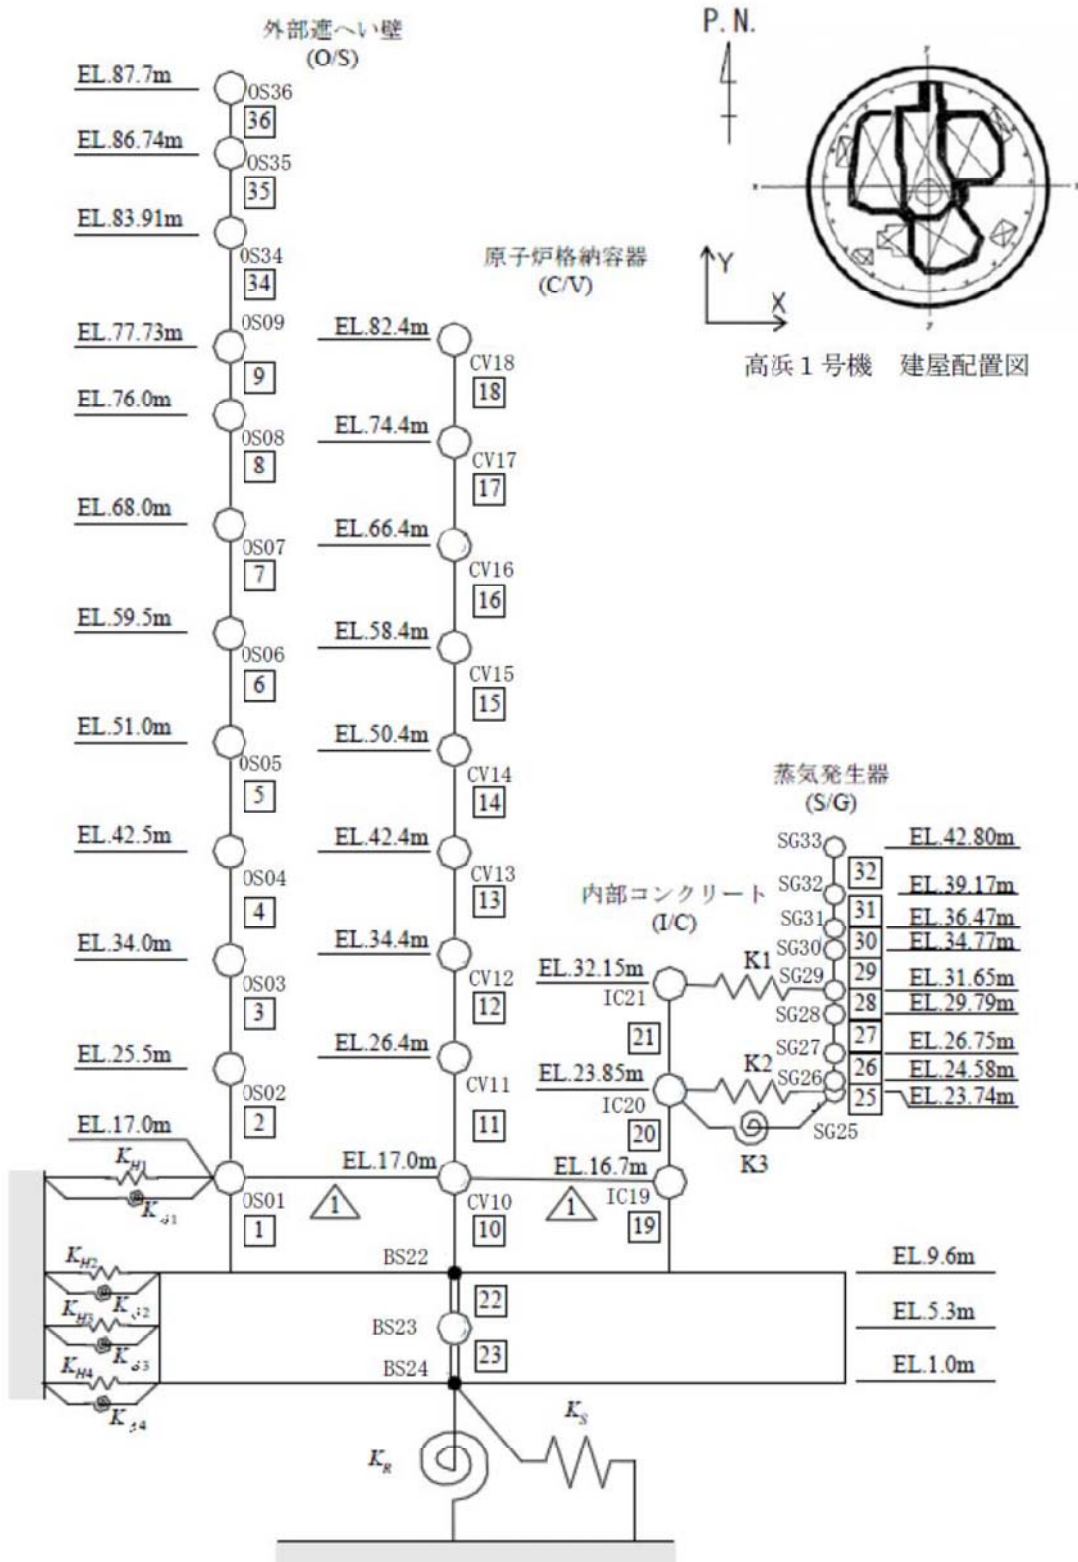 外部遮へい壁
(O/S)
EL.87.7m
OS36
36
EL.86.74m
OS35
35
EL.83.91m
OS34
34
EL.77.73m
OS09
9
EL.76.0m
OS08
8
EL.68.0m
OS07
7
EL.59.5m
OS06
6
EL.51.0m
OS05
5
EL.42.5m
OS04
4
EL.34.0m
OS03
3
EL.25.5m
OS02
2
EL.17.0m
OS01
1
原子炉格納容器
(C/V)
EL.82.4m
CV18
18
EL.74.4m
CV17
17
EL.66.4m
CV16
16
EL.58.4m
CV15
15
EL.50.4m
CV14
14
EL.42.4m
CV13
13
EL.34.4m
CV12
12
EL.26.4m
CV11
11
EL.17.0m
CV10
10
1
1
P.N.
Y
X
高浜1号機 建屋配置図
内部コンクリート
(I/C)
EL.32.15m
IC21
21
EL.23.85m
IC20
20
EL.16.7m
IC19
19
K1
K2
K3
蒸気発生器
(S/G)
SG33
EL.42.80m
32
SG32
EL.39.17m
31
SG31
EL.36.47m
30
SG30
EL.34.77m
29
SG29
EL.31.65m
28
SG28
EL.29.79m
27
SG27
EL.26.75m
26
SG26
EL.24.58m
25
EL.23.74m
SG25
BS22
22
BS23
23
BS24
EL.9.6m
EL.5.3m
EL.1.0m
KH1
KH2
KH3
KH4
KR
KS